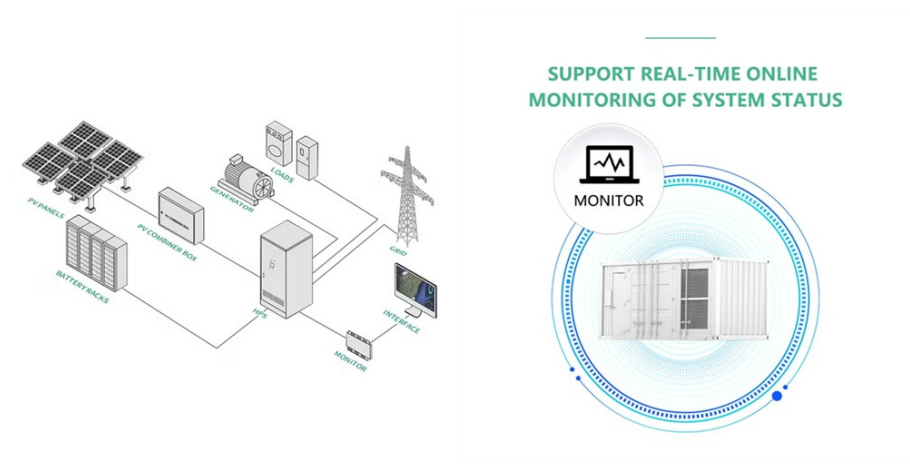 SUPPORT REAL-TIME ONLINE
MONITORING OF SYSTEM STATUS
MONITOR
LOADS
GENERATOR
PV PANELS
PV COMBINER BOX
GRID
BATTERY RACKS
HPS
INTERFACE
MONITOR